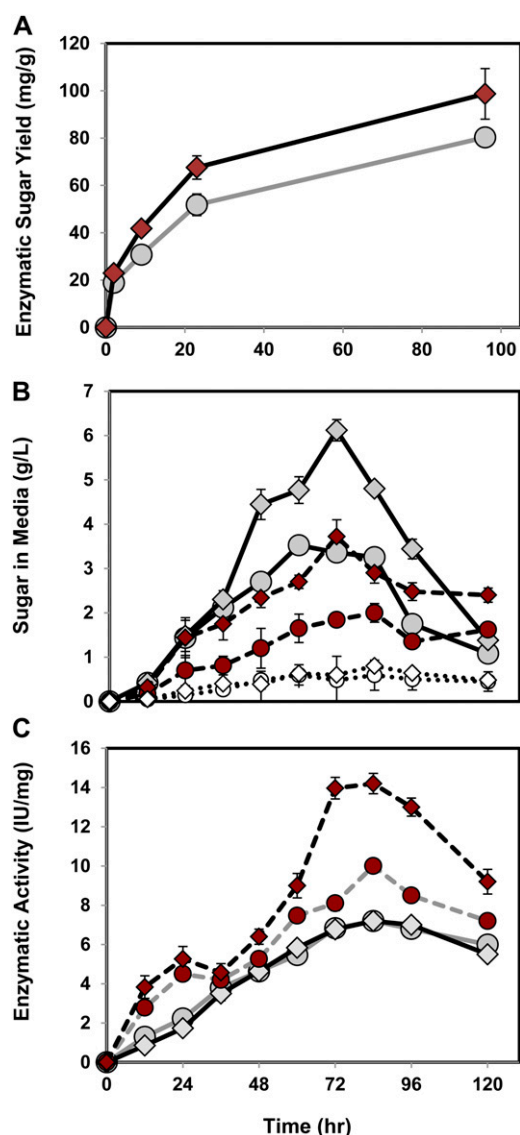 A
Enzymatic Sugar Yield (mg/g)
120
100
80
60
40
20
0
0 20 40 60 80 100
B
Sugar in Media (g/L)
7
6
5
4
3
2
1
0
C
Enzymatic Activity (IU/mg)
16
14
12
10
8
6
4
2
0
0 24 48 72 96 120
Time (hr)